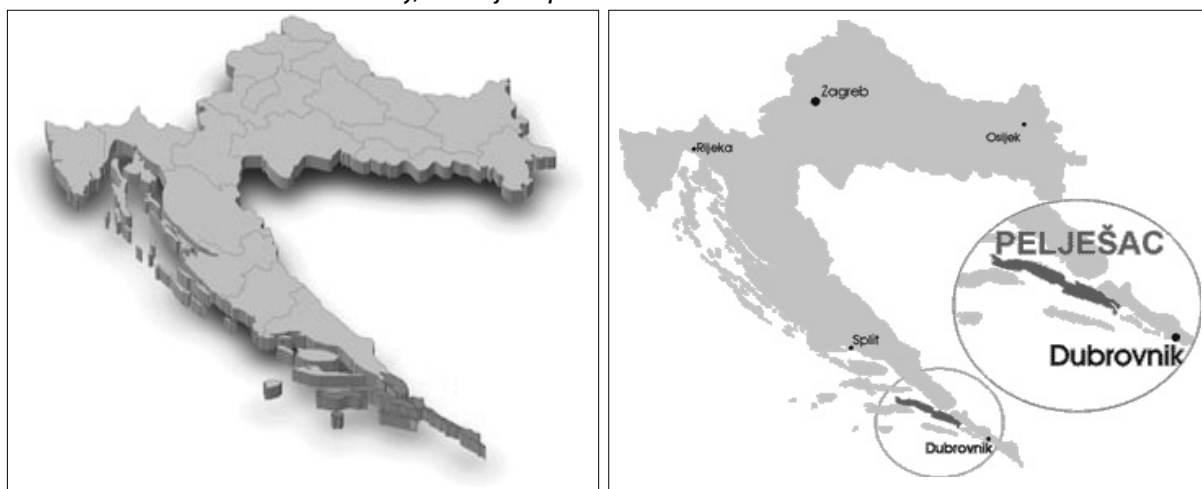 Zagreb
Osijek
Rijeka
PELJEŠAC
Split
Dubrovnik
Dubrovnik